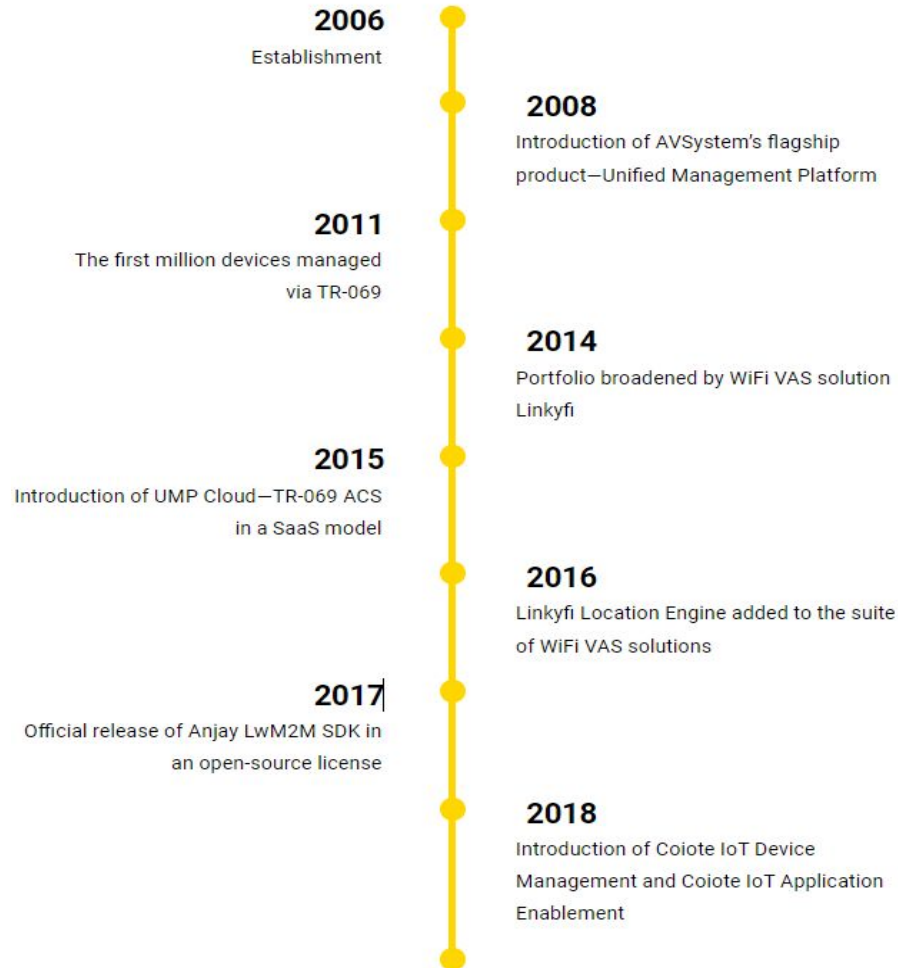 2006
Establishment
2008
Introduction of AVSystem's flagship
product—Unified Management Platform
2011
The first million devices managed
via TR-069
2014
Portfolio broadened by WiFi VAS solution
Linkyfi
2015
Introduction of UMP Cloud—TR-069 ACS
in a SaaS model
2016
Linkyfi Location Engine added to the suite
of WiFi VAS solutions
2017
Official release of Anjay LwM2M SDK in
an open-source license
2018
Introduction of Coiote IoT Device
Management and Coiote IoT Application
Enablement